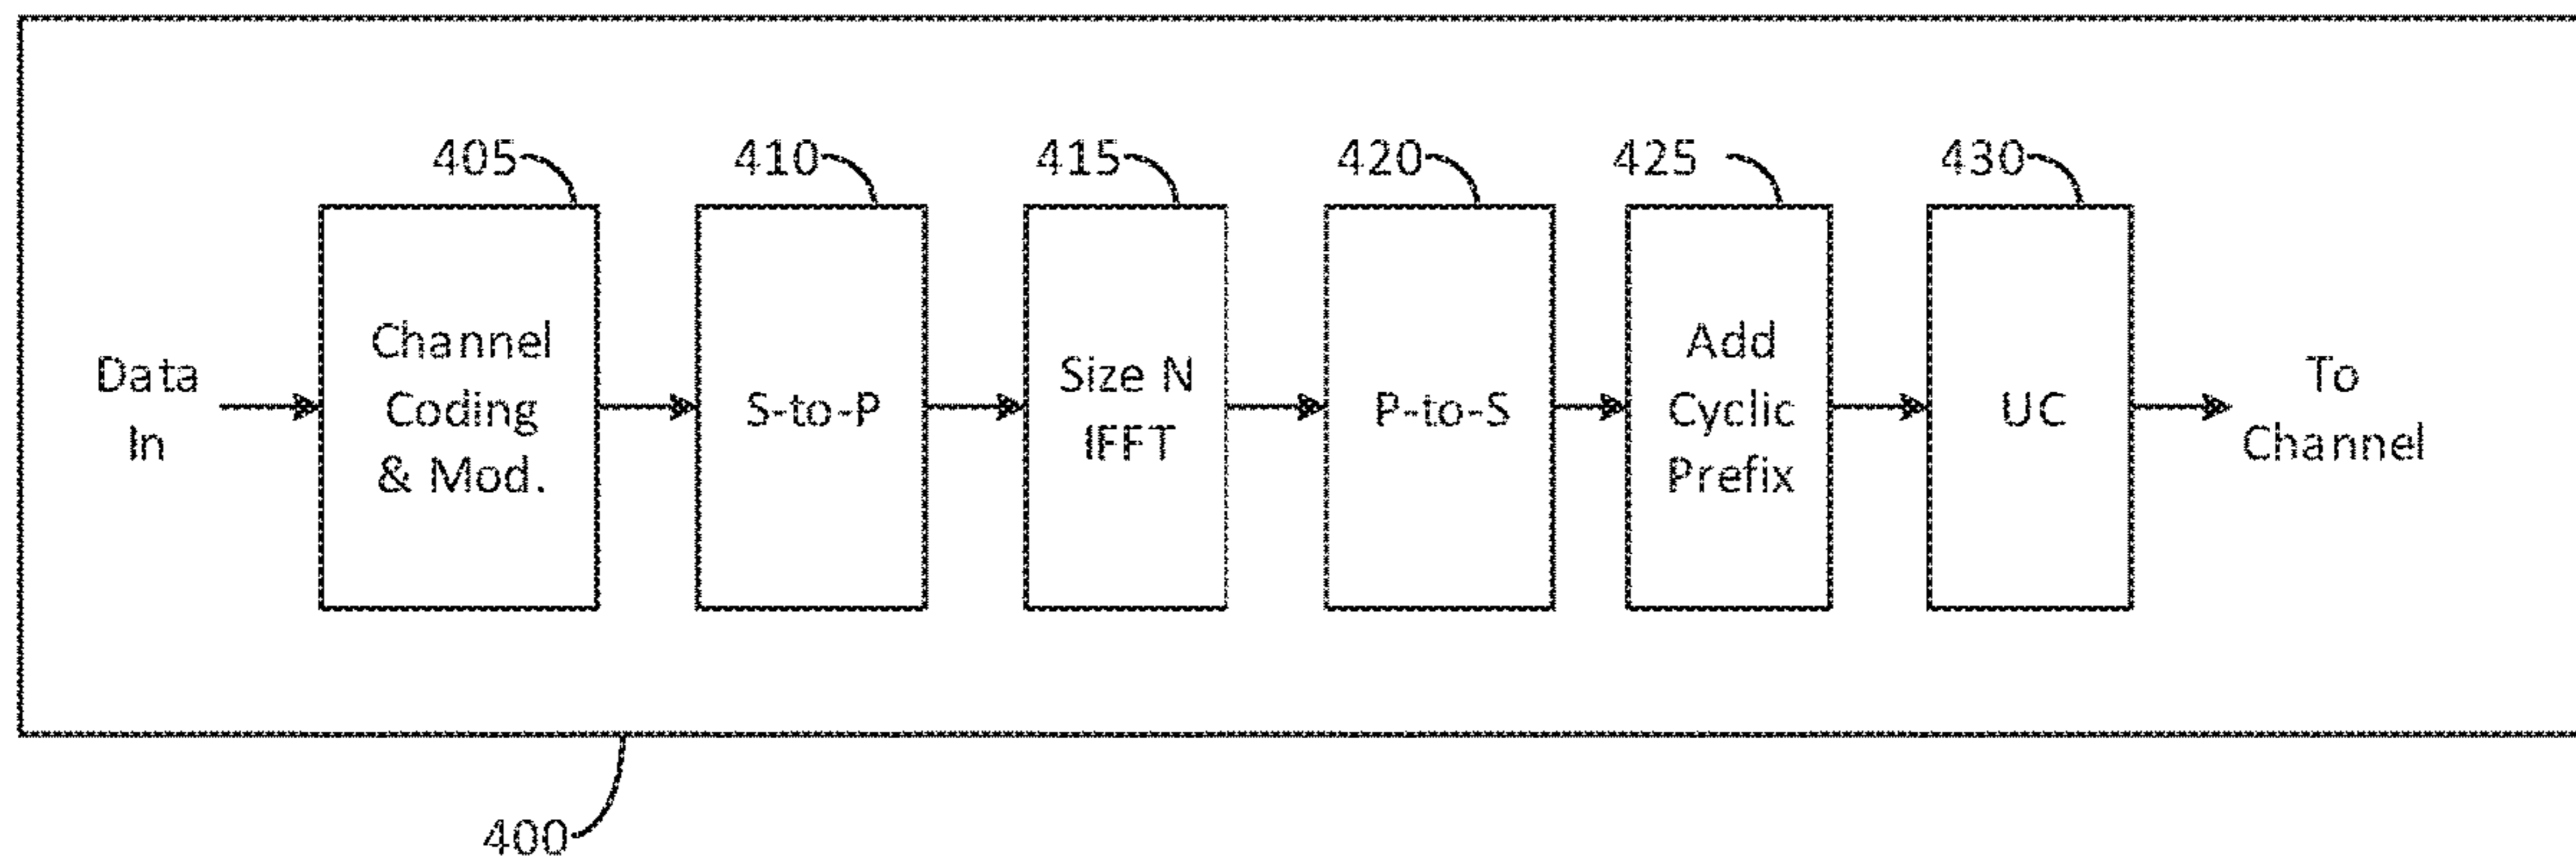 405
410
415
420
425
430
Data
In
Channel
Coding
& Mod.
S-to-P
Size N
IFFT
P-to-S
Add
Cyclic
Prefix
UC
To
Channel
400